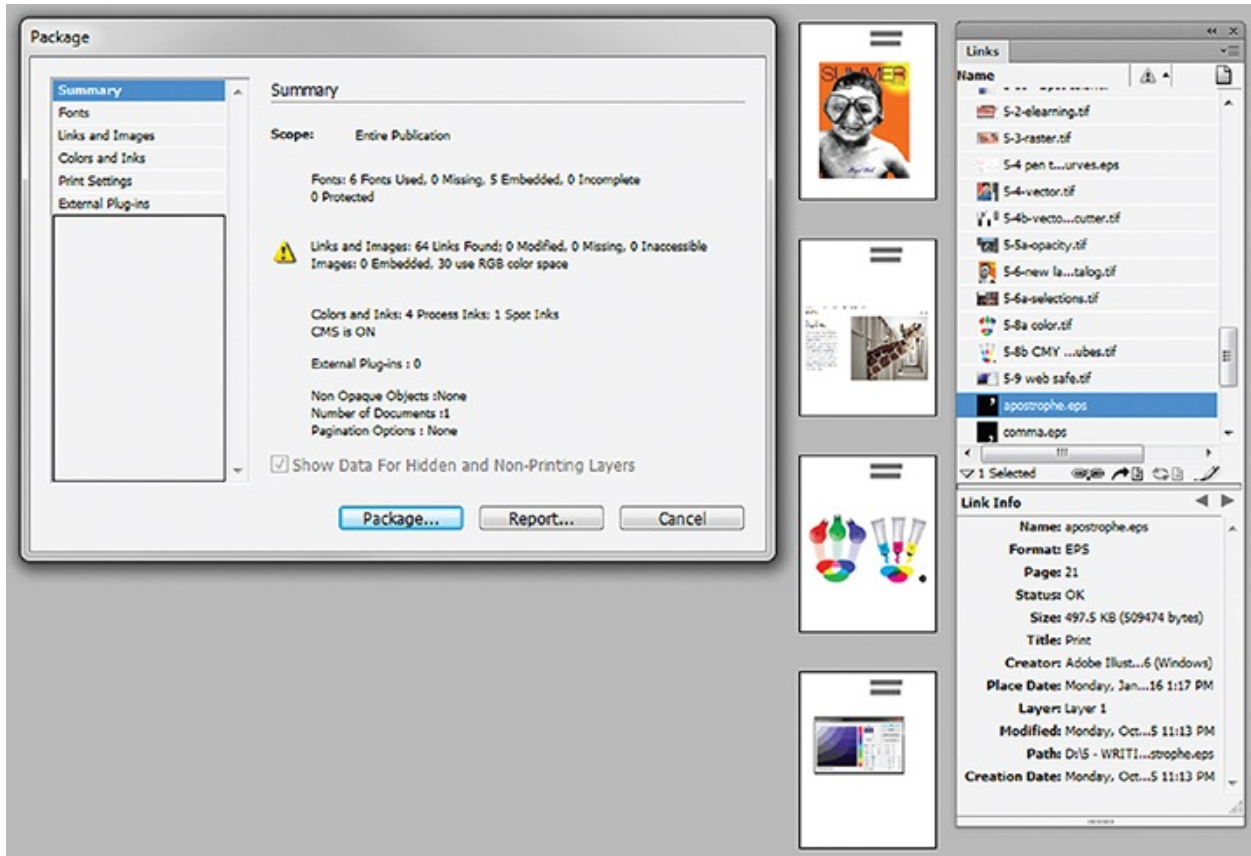 Package
Summary
Fonts
Links and Images
Colors and Inks
Print Settings
External Plug-ins
Summary
Scope: Entire Publication
Fonts: 6 Fonts Used, 0 Missing, 5 Embedded, 0 Incomplete
0 Protected
Links and Images: 64 Links Found; 0 Modified, 0 Missing, 0 Inaccessible
Images: 0 Embedded, 30 use RGB color space
Colors and Inks: 4 Process Inks; 1 Spot Inks
CMS is ON
External Plug-ins : 0
Non Opaque Objects :None
Number of Documents :1
Pagination Options : None
Show Data For Hidden and Non-Printing Layers
Package... Report... Cancel
SUMMER
Links
Name
5-2-elearning.tif
5-3-raster.tif
5-4 pen t...urves.eps
5-4-vector.tif
5-4b-vecto...cutter.tif
5-5a-opacity.tif
5-6-new la...talog.tif
5-6a-selections.tif
5-8a color.tif
5-8b CMY ...ubes.tif
5-9 web safe.tif
apostrophe.eps
comma.eps
1 Selected
Link Info
Name: apostrophe.eps
Format: EPS
Page: 21
Status: OK
Size: 497.5 KB (509474 bytes)
Title: Print
Creator: Adobe Illust...6 (Windows)
Place Date: Monday, Jan...16 1:17 PM
Layer: Layer 1
Modified: Monday, Oct...5 11:13 PM
Path: D:\5 - WRITI...strophe.eps
Creation Date: Monday, Oct...5 11:13 PM